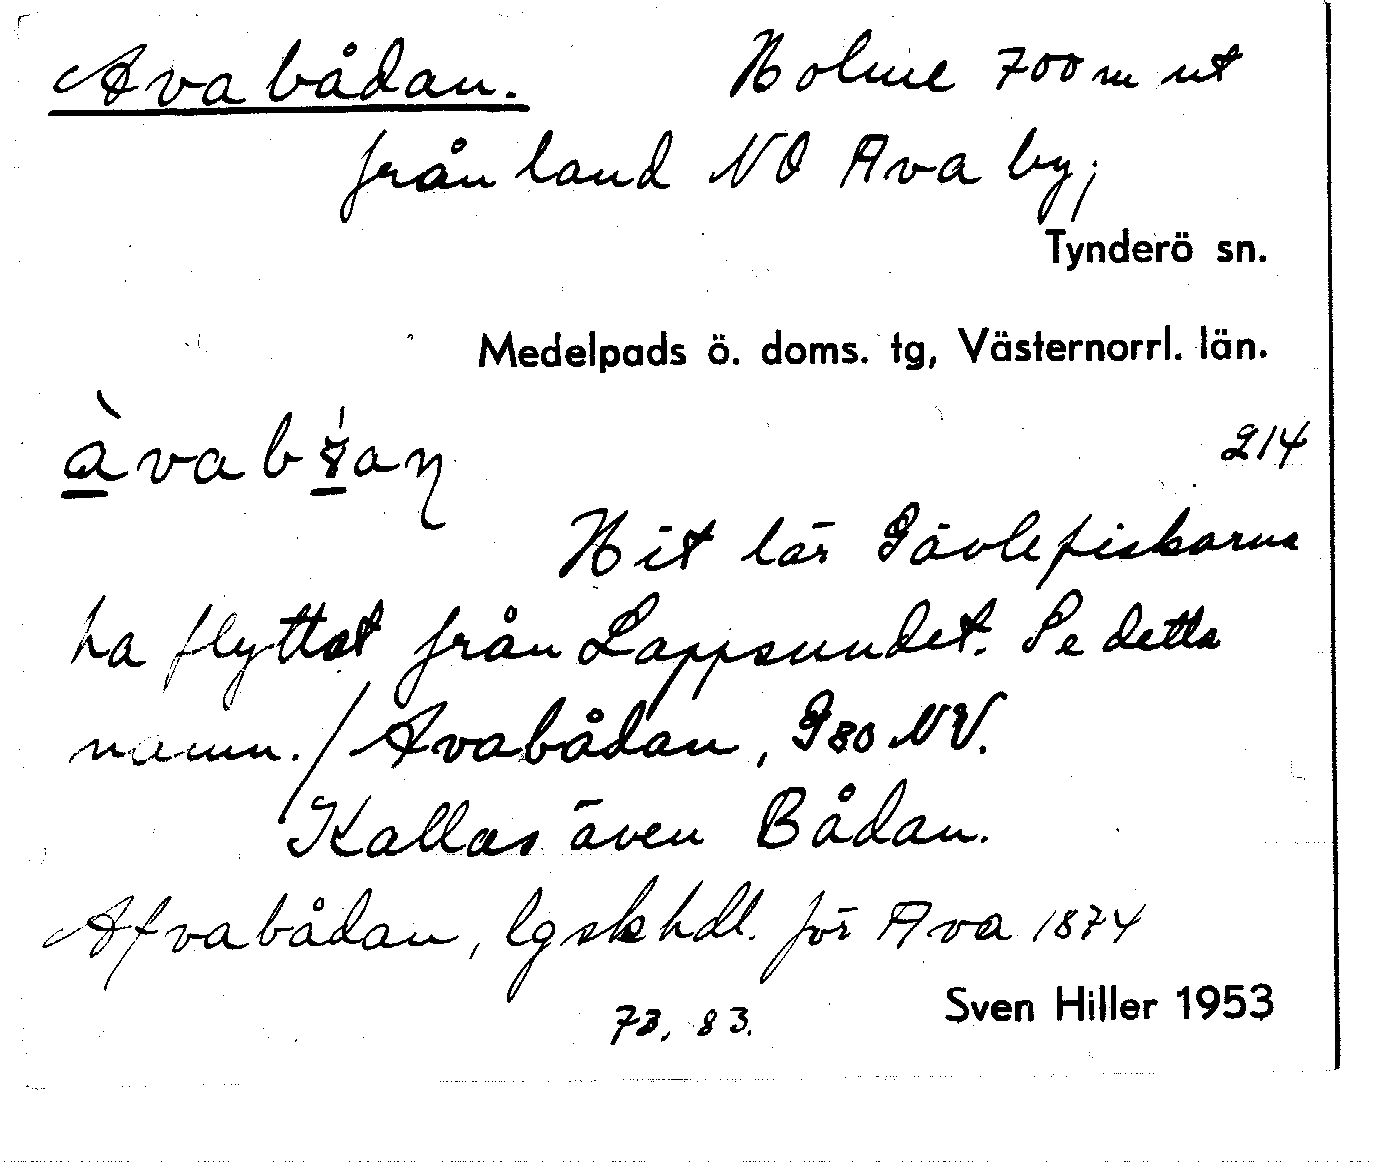 Avabådan. Holme 700 m ut
från land NO Ava by;
Tynderö sn.
Medelpads ö. doms. tg, Västernorrl. län.
214
Hit lär Gävlefiskarna
ha flyttat från Lappsundet. Se detta
namn. / Avabådan, G80 NV.
Kallas även Bådan.
Afvabådan, lgskhdl. för Ava 1874
73, 83.
Sven Hiller 1953